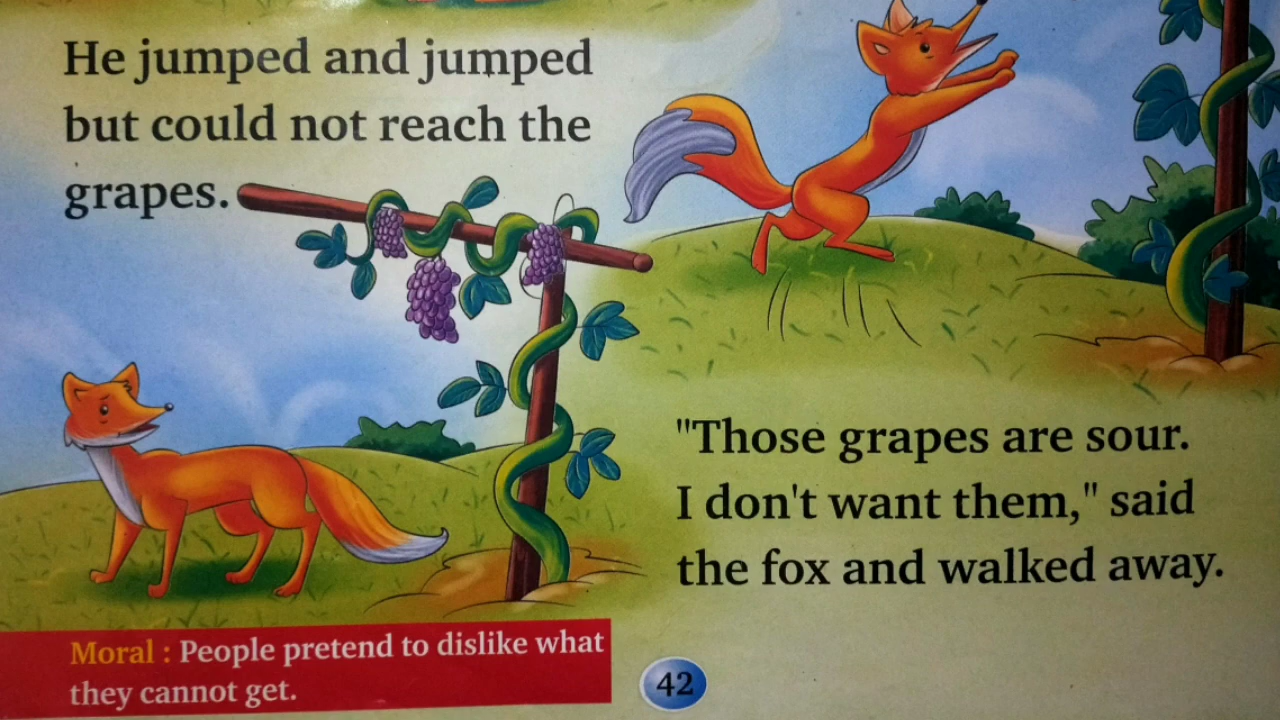 He jumped and jumped
but could not reach the
grapes.
"Those grapes are sour.
I don't want them," said
the fox and walked away.
Moral : People pretend to dislike what
they cannot get.
42